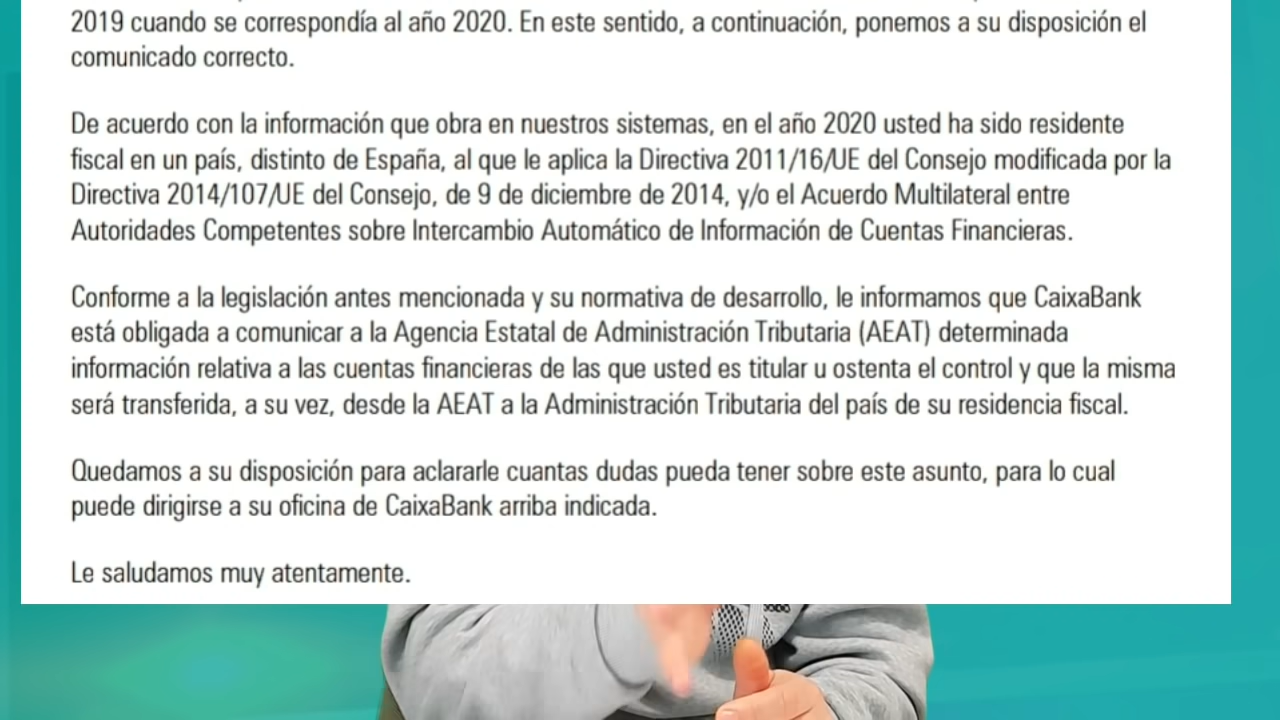 2019 cuando se correspondía al año 2020. En este sentido, a continuación, ponemos a su disposición el
comunicado correcto.
De acuerdo con la información que obra en nuestros sistemas, en el año 2020 usted ha sido residente
fiscal en un país, distinto de España, al que le aplica la Directiva 2011/16/UE del Consejo modificada por la
Directiva 2014/107/UE del Consejo, de 9 de diciembre de 2014, y/o el Acuerdo Multilateral entre
Autoridades Competentes sobre Intercambio Automático de Información de Cuentas Financieras.
Conforme a la legislación antes mencionada y su normativa de desarrollo, le informamos que CaixaBank
está obligada a comunicar a la Agencia Estatal de Administración Tributaria (AEAT) determinada
información relativa a las cuentas financieras de las que usted es titular u ostenta el control y que la misma
será transferida, a su vez, desde la AEAT a la Administración Tributaria del país de su residencia fiscal.
Quedamos a su disposición para aclararle cuantas dudas pueda tener sobre este asunto, para lo cual
puede dirigirse a su oficina de CaixaBank arriba indicada.
Le saludamos muy atentamente.